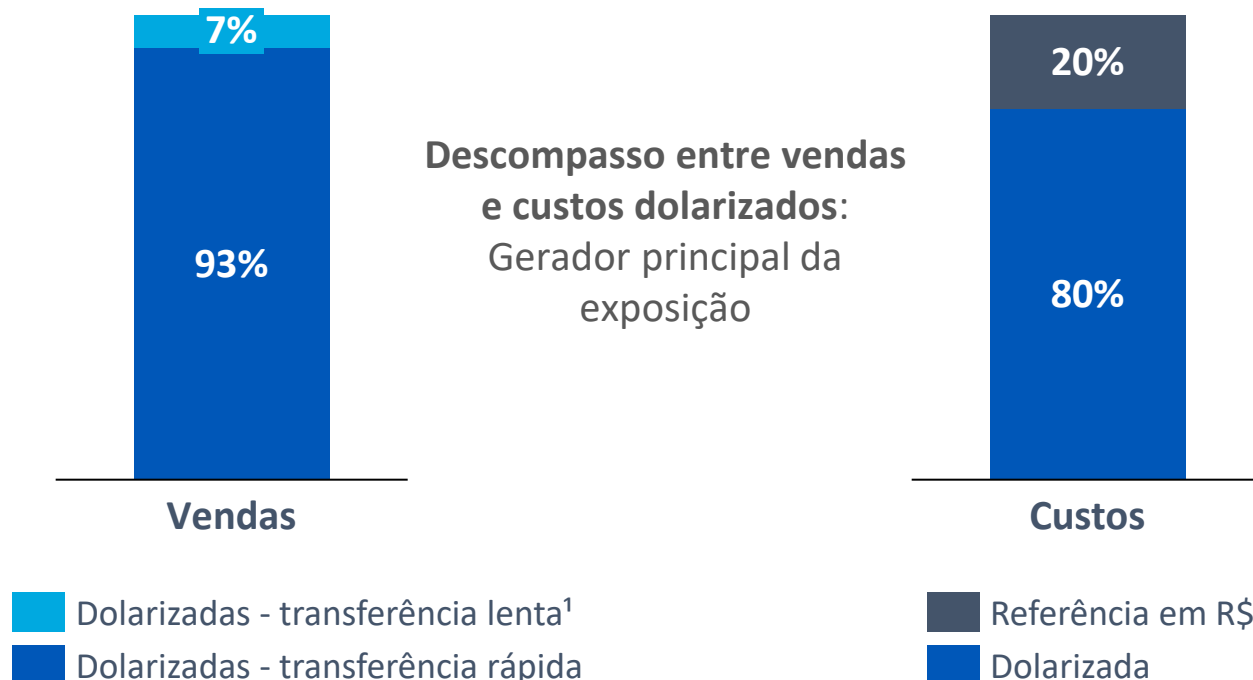 7%
93%
Vendas
Dolarizadas - transferência lenta¹
Dolarizadas - transferência rápida
Descompasso entre vendas
e custos dolarizados:
Gerador principal da
exposição
20%
80%
Custos
Referência em R$
Dolarizada